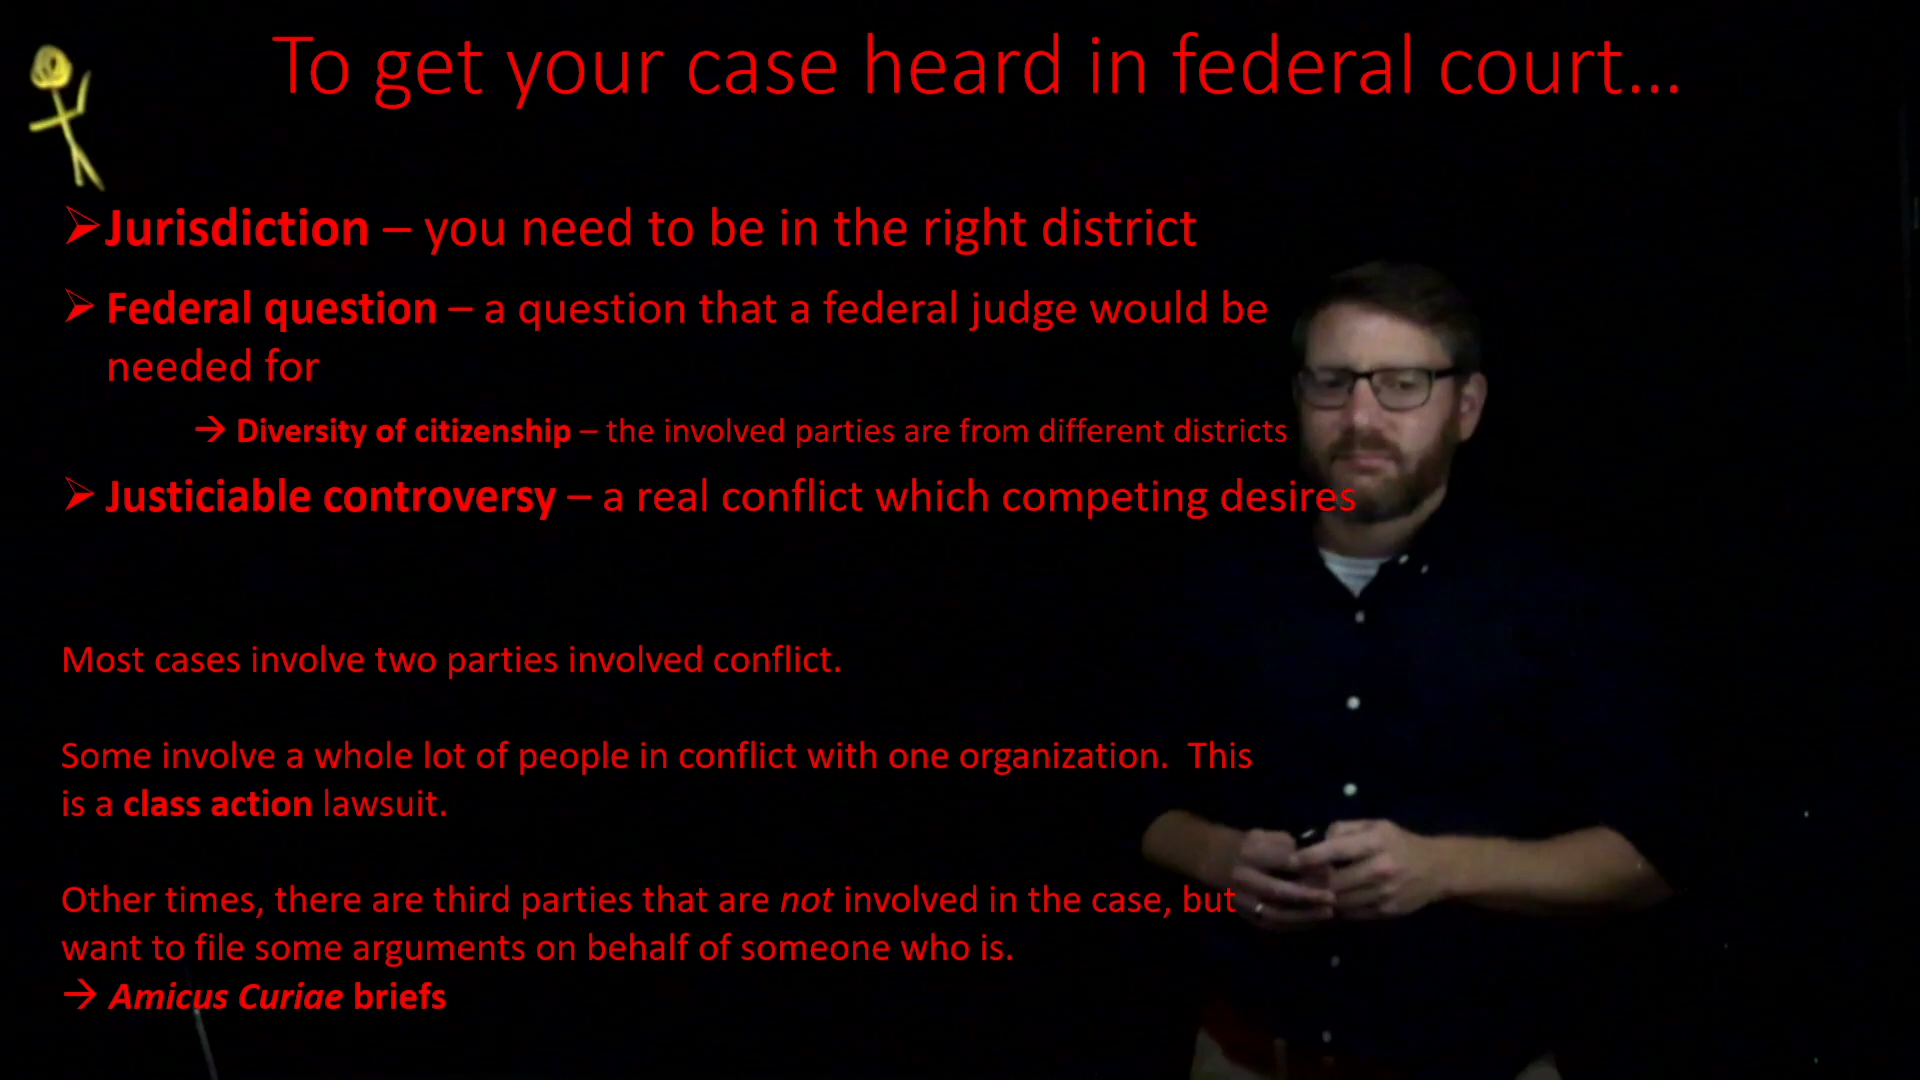 To get your case heard in federal court...
➢Jurisdiction – you need to be in the right district
➢ Federal question – a question that a federal judge would be
needed for
→ Diversity of citizenship – the involved parties are from different districts
➢ Justiciable controversy – a real conflict which competing desires
Most cases involve two parties involved conflict.
Some involve a whole lot of people in conflict with one organization.  This
is a class action lawsuit.
Other times, there are third parties that are not involved in the case, but
want to file some arguments on behalf of someone who is.
→ Amicus Curiae briefs